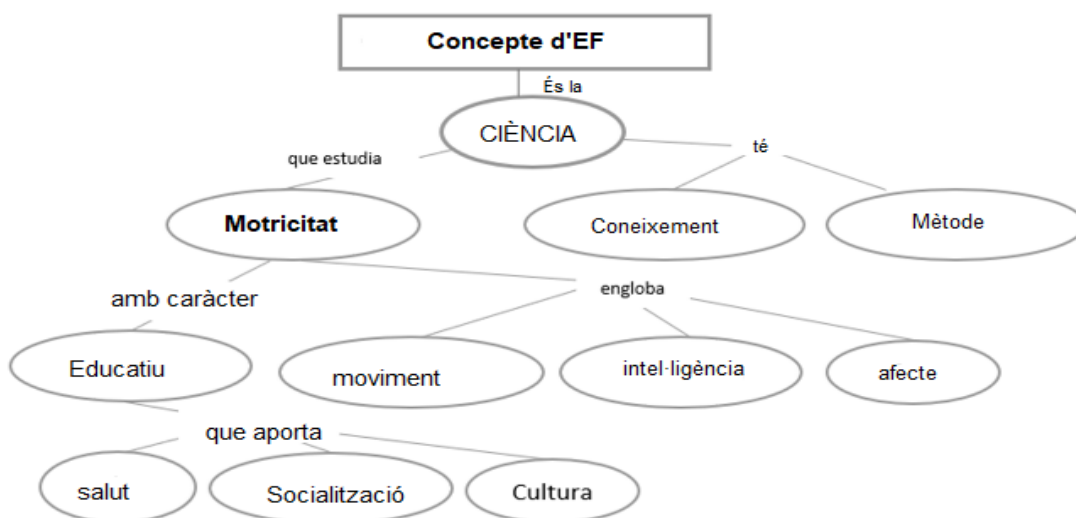 Concepte d'EF
És la
CIÈNCIA
que estudia
té
Motricitat
Coneixement
Mètode
amb caràcter
engloba
Educatiu
moviment
intel·ligència
afecte
que aporta
salut
Socialització
Cultura